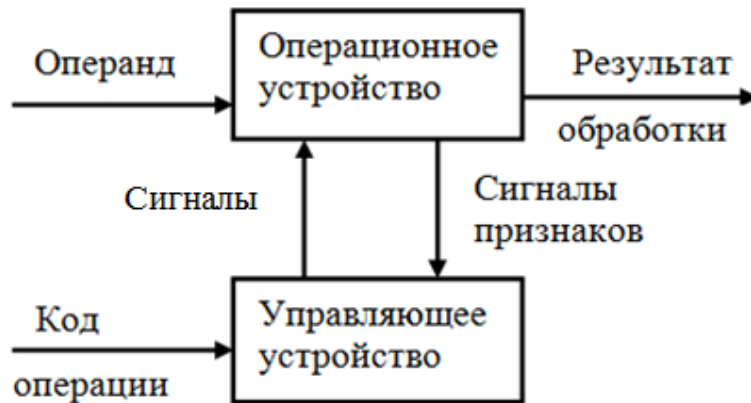 Операнд
Операционное
устройство
Результат
обработки
Сигналы
Сигналы
признаков
Код
операции
Управляющее
устройство